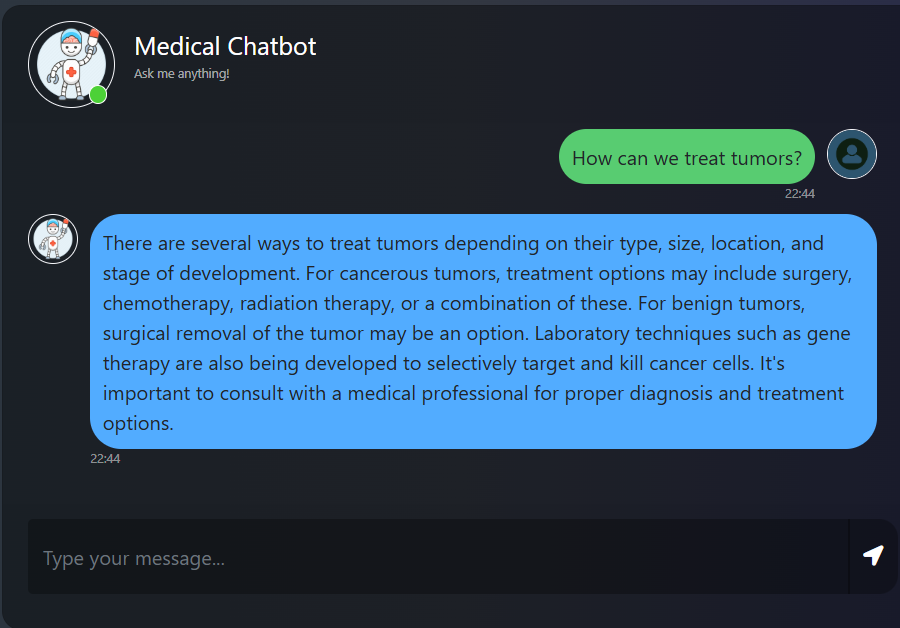 Medical Chatbot
Ask me anything!
How can we treat tumors?
22:44
There are several ways to treat tumors depending on their type, size, location, and
stage of development. For cancerous tumors, treatment options may include surgery,
chemotherapy, radiation therapy, or a combination of these. For benign tumors,
surgical removal of the tumor may be an option. Laboratory techniques such as gene
therapy are also being developed to selectively target and kill cancer cells. It's
important to consult with a medical professional for proper diagnosis and treatment
options.
22:44
Type your message...